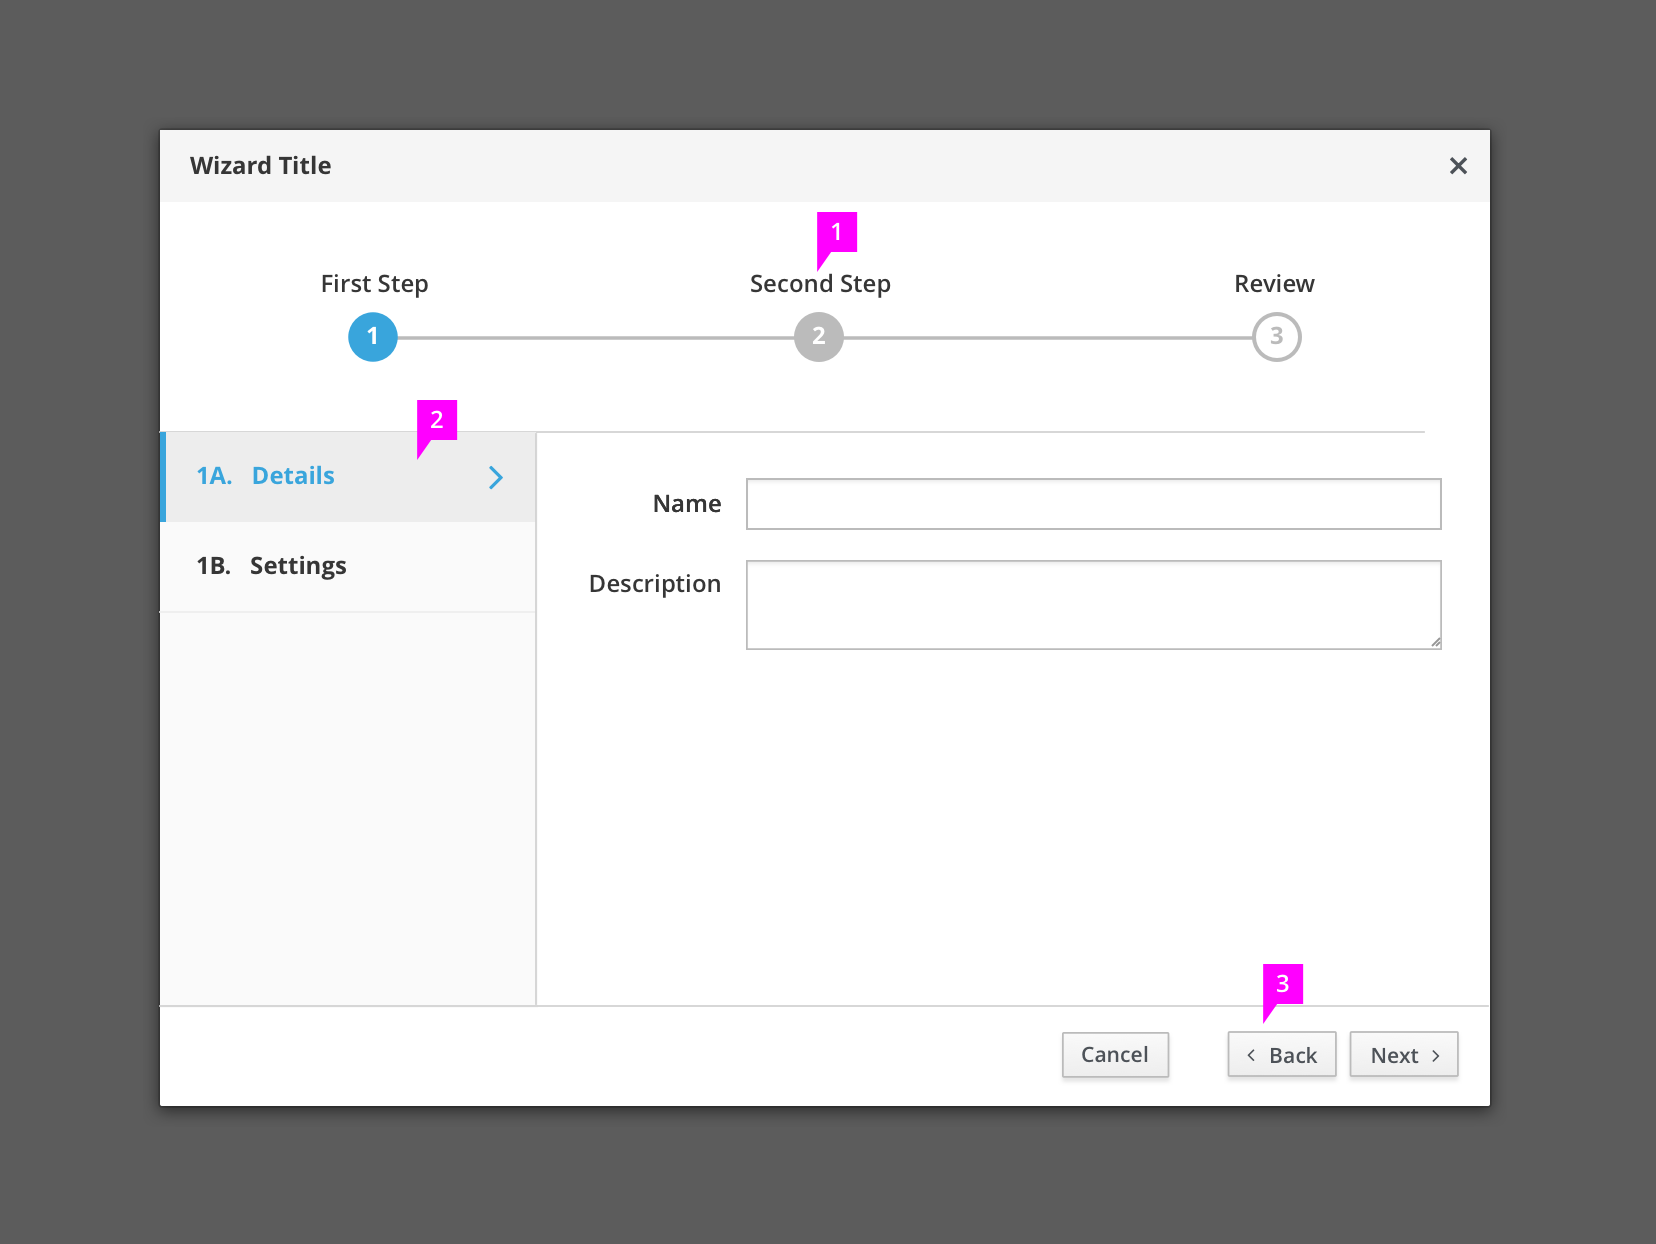 Wizard Title
1
First Step
Second Step
Review
1
2
3
2
1A. Details
1B. Settings
Name
Description
3
Cancel
Back
Next